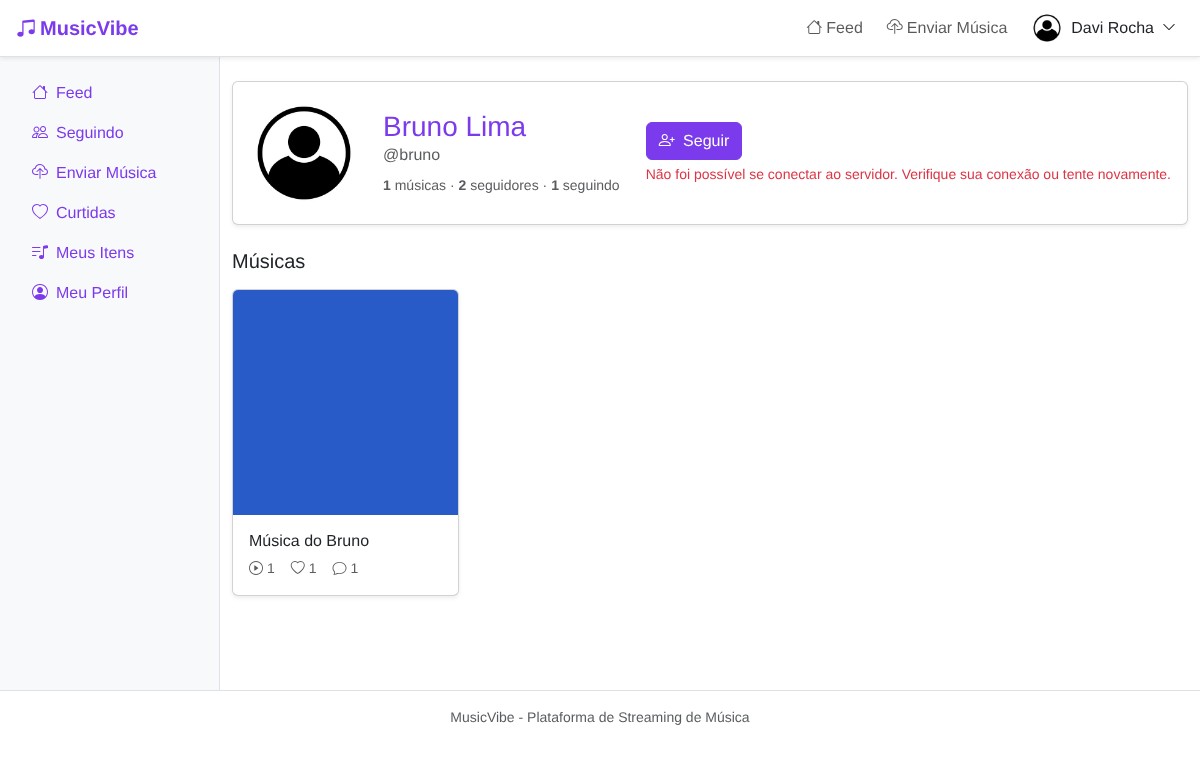 MusicVibe
Feed
Enviar Música
Davi Rocha
Feed
Seguindo
Enviar Música
Curtidas
Meus Itens
Meu Perfil
Bruno Lima
@bruno
1 músicas · 2 seguidores · 1 seguindo
Seguir
Não foi possível se conectar ao servidor. Verifique sua conexão ou tente novamente.
Músicas
Música do Bruno
1 1 1
MusicVibe - Plataforma de Streaming de Música